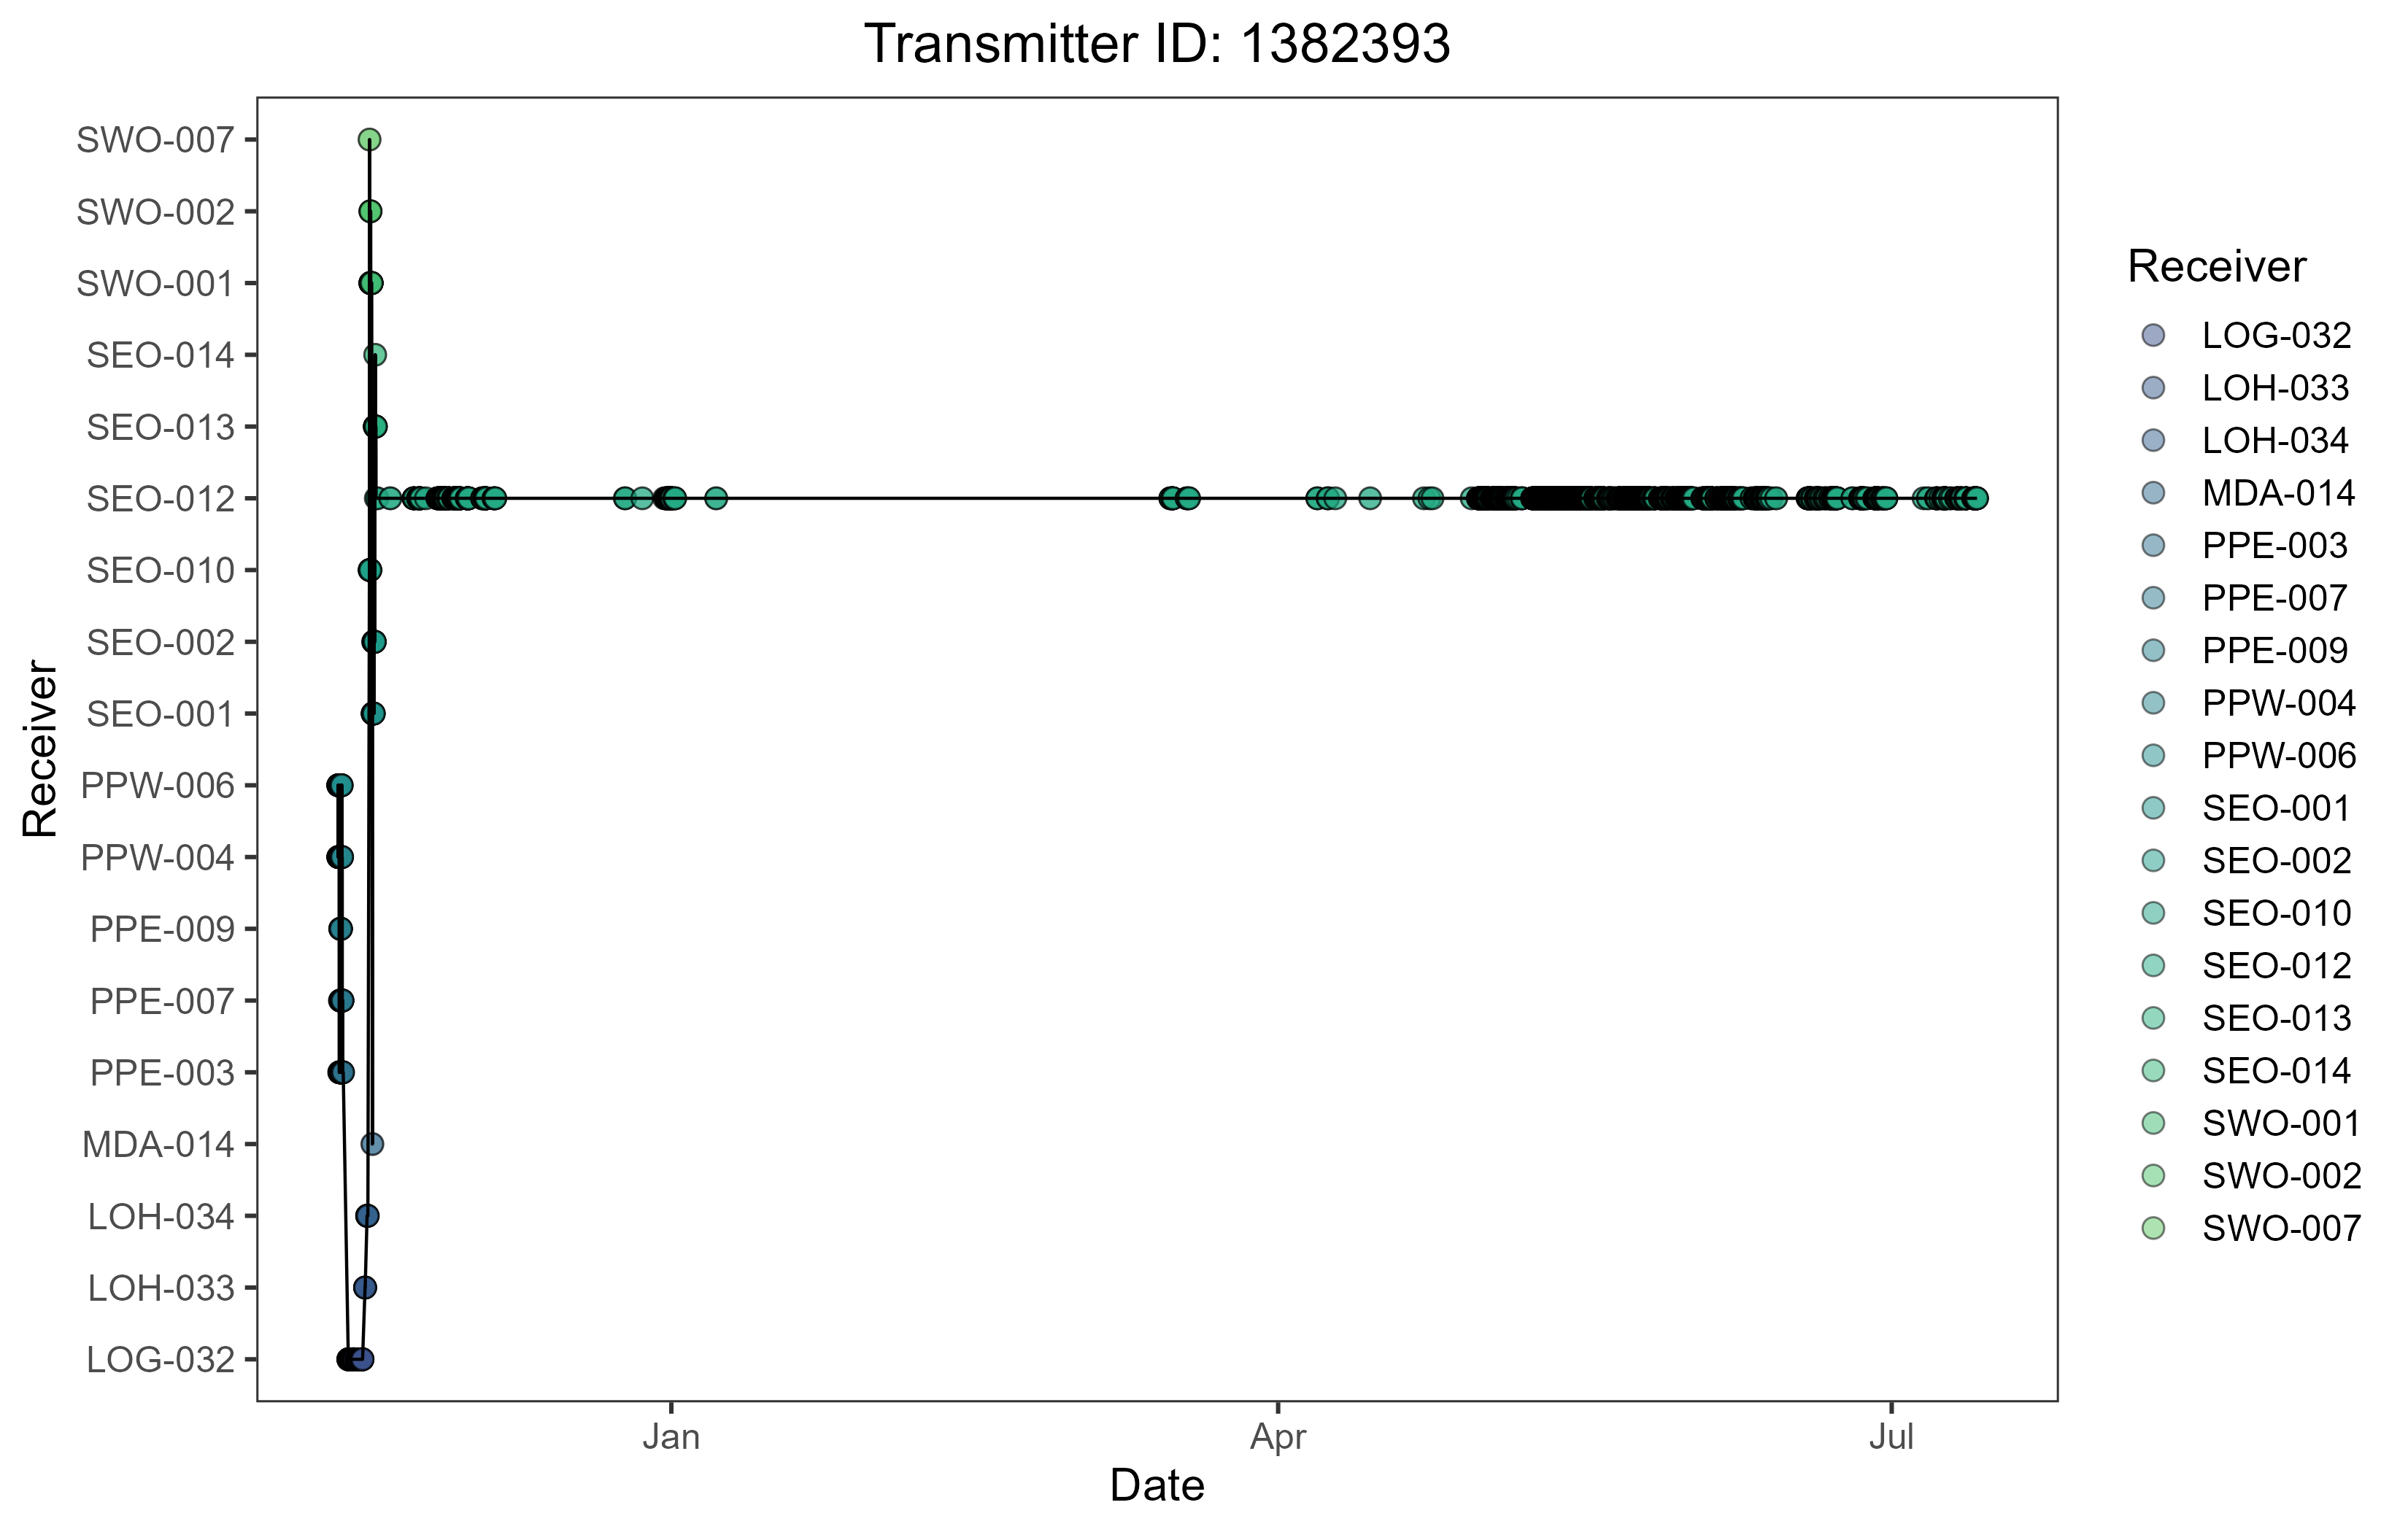 Transmitter ID: 1382393
SWO-007
SWO-002
SWO-001
SEO-014
SEO-013
SEO-012
SEO-010
SEO-002
SEO-001
PPW-006
PPW-004
PPE-009
PPE-007
PPE-003
MDA-014
LOH-034
LOH-033
LOG-032
Receiver
Jan
Apr
Jul
Date
Receiver
LOG-032
LOH-033
LOH-034
MDA-014
PPE-003
PPE-007
PPE-009
PPW-004
PPW-006
SEO-001
SEO-002
SEO-010
SEO-012
SEO-013
SEO-014
SWO-001
SWO-002
SWO-007